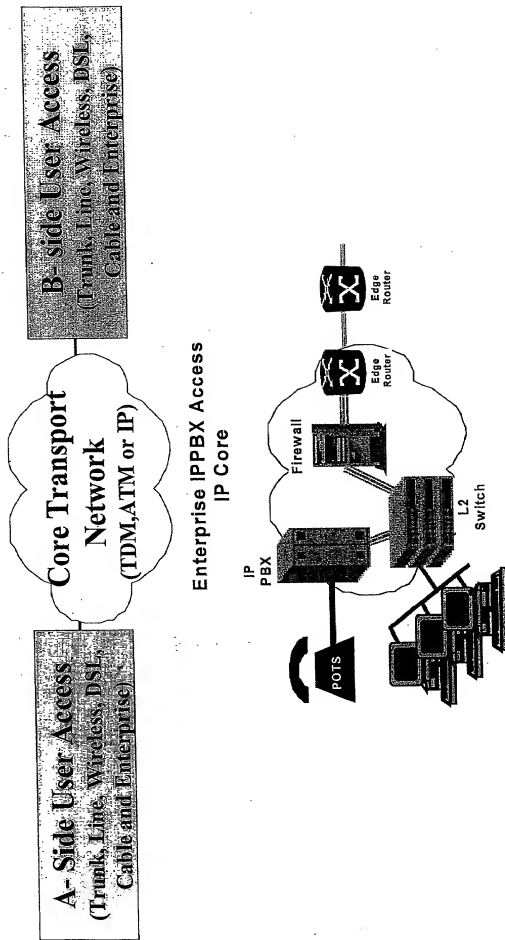 A- Side User Access
(Trunk, Line, Wireless, DSL,
Cable and Enterprise)
Core Transport
Network
(TDM,ATM or IP)
B- side User Access
(Trunk, Line, Wireless, DSL,
Cable and Enterprise)
Enterprise IPPBX Access
IP Core
POTS
IP
PBX
L2
Switch
Firewall
Edge
Router
Edge
Router